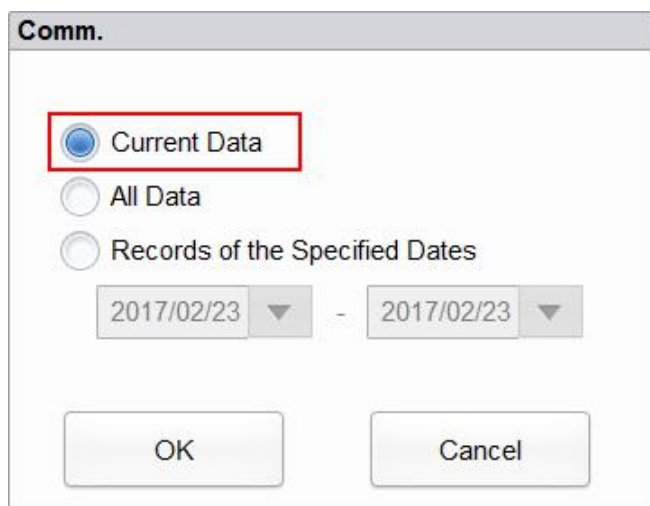 Comm.
Current Data
All Data
Records of the Specified Dates
2017/02/23 - 2017/02/23
OK Cancel